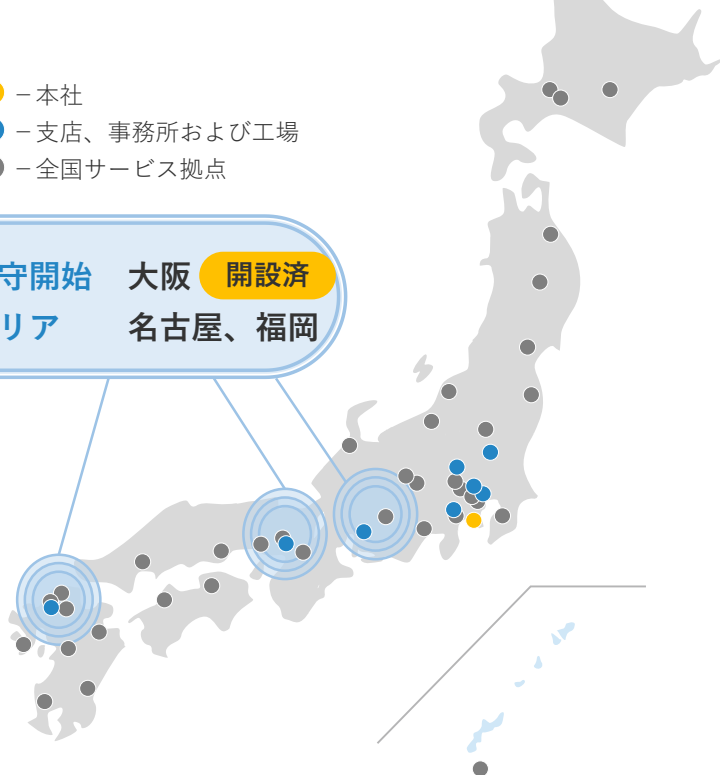 －本社
－支店、事務所および工場
－全国サービス拠点
守開始 大阪 開設済
リア 名古屋、福岡